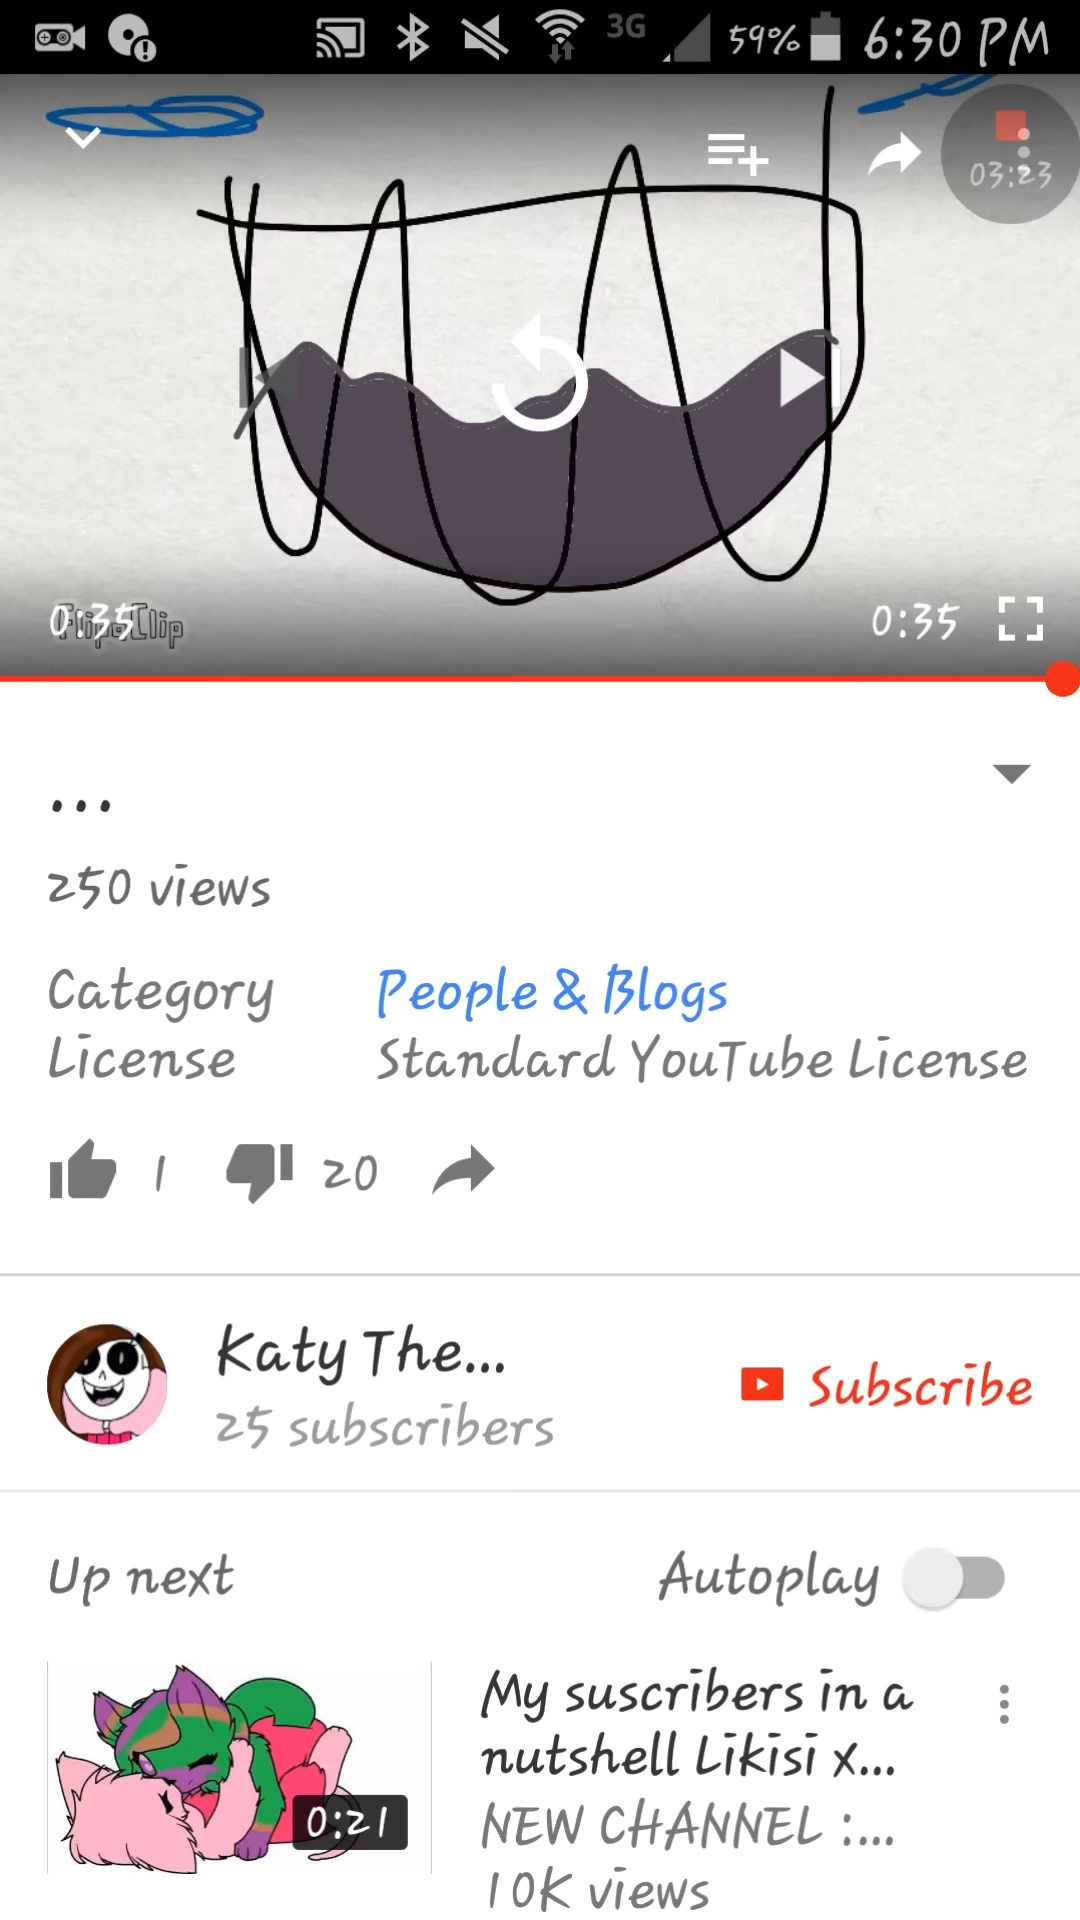 3G 59% 6:30 PM
03:23
0:35 FlipaClip 0:35
...
250 views
Category People & Blogs
License Standard YouTube License
1 20
Katy The... Subscribe
25 subscribers
Up next Autoplay
My suscribers in a
nutshell Likisi x...
0:21 NEW CHANNEL :...
10K views